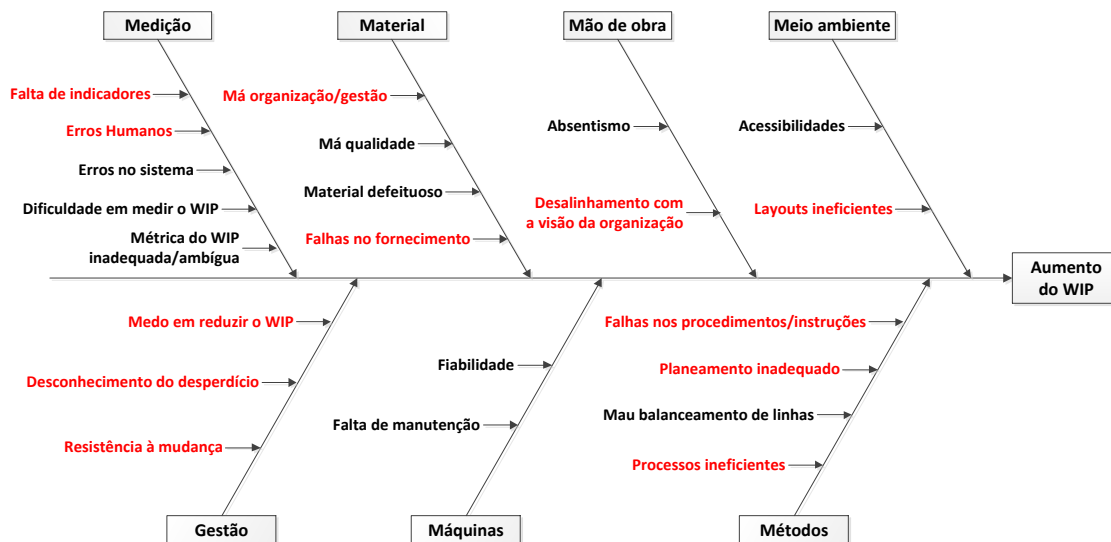 Medição
Material
Mão de obra
Meio ambiente
Falta de indicadores
Erros Humanos
Erros no sistema
Dificuldade em medir o WIP
Métrica do WIP
inadequada/ambígua
Má organização/gestão
Má qualidade
Material defeituoso
Falhas no fornecimento
Absentismo
Desalinhamento com
a visão da organização
Acessibilidades
Layouts ineficientes
Aumento
do WIP
Medo em reduzir o WIP
Desconhecimento do desperdício
Resistência à mudança
Fiabilidade
Falta de manutenção
Falhas nos procedimentos/instruções
Planeamento inadequado
Mau balanceamento de linhas
Processos ineficientes
Gestão
Máquinas
Métodos